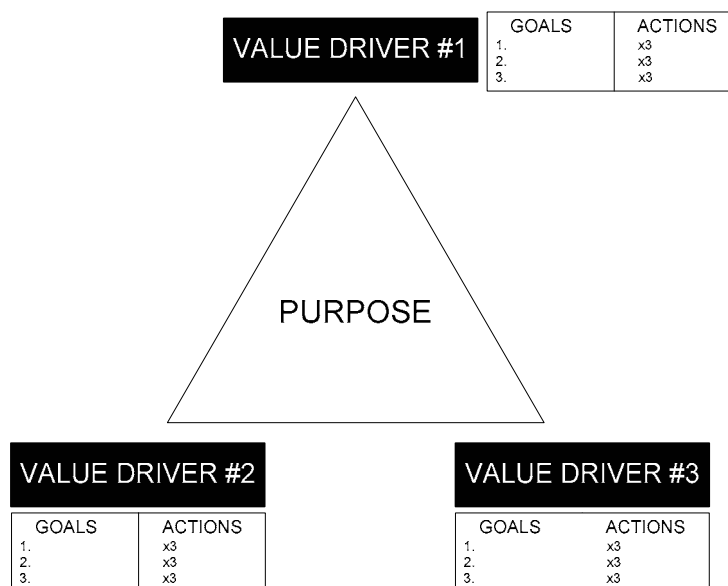 VALUE DRIVER #1
GOALS ACTIONS
1. x3
2. x3
3. x3
PURPOSE
VALUE DRIVER #2
GOALS ACTIONS
1. x3
2. x3
3. x3
VALUE DRIVER #3
GOALS ACTIONS
1. x3
2. x3
3. x3